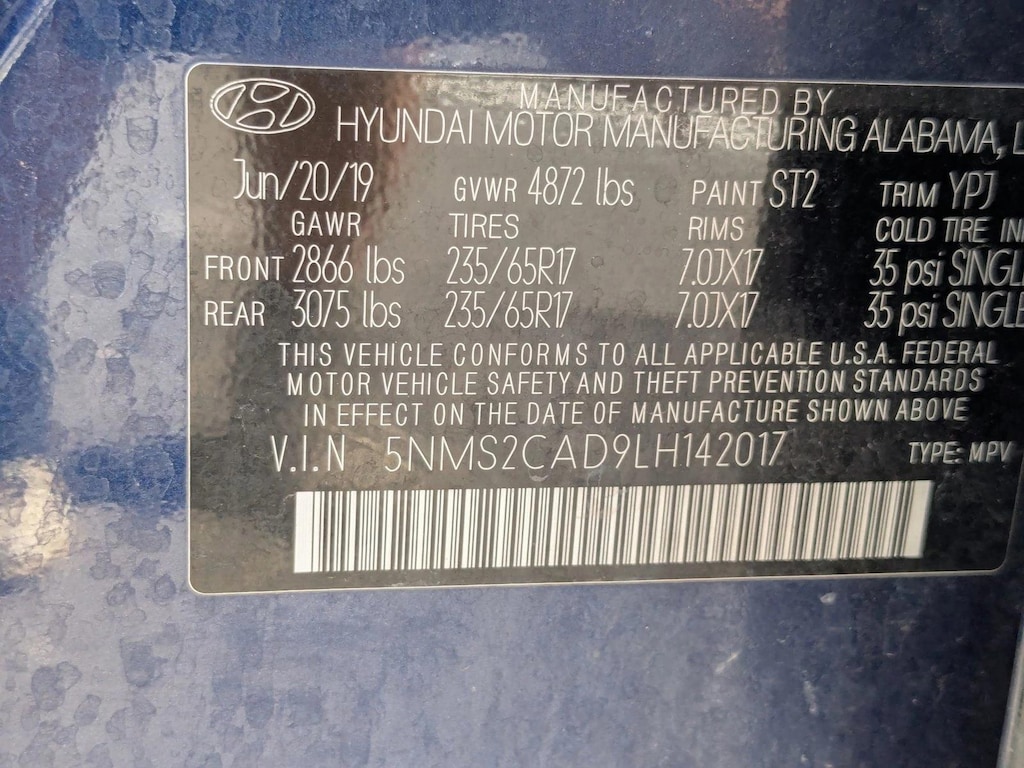 MANUFACTURED BY
HYUNDAI MOTOR MANUFACTURING ALABAMA,
Jun/20/19 GVWR 4872 lbs PAINT ST2 TRIM YPJ
GAWR TIRES RIMS COLD TIRE
FRONT 2866 lbs 235/65R17 7.0JX17 35 psi SINGLE
REAR 3075 lbs 235/65R17 7.0JX17 35 psi SINGLE
THIS VEHICLE CONFORMS TO ALL APPLICABLE U.S.A. FEDERAL
MOTOR VEHICLE SAFETY AND THEFT PREVENTION STANDARDS
IN EFFECT ON THE DATE OF MANUFACTURE SHOWN ABOVE
V.I.N 5NMS2CAD9LH142017 TYPE: MPV